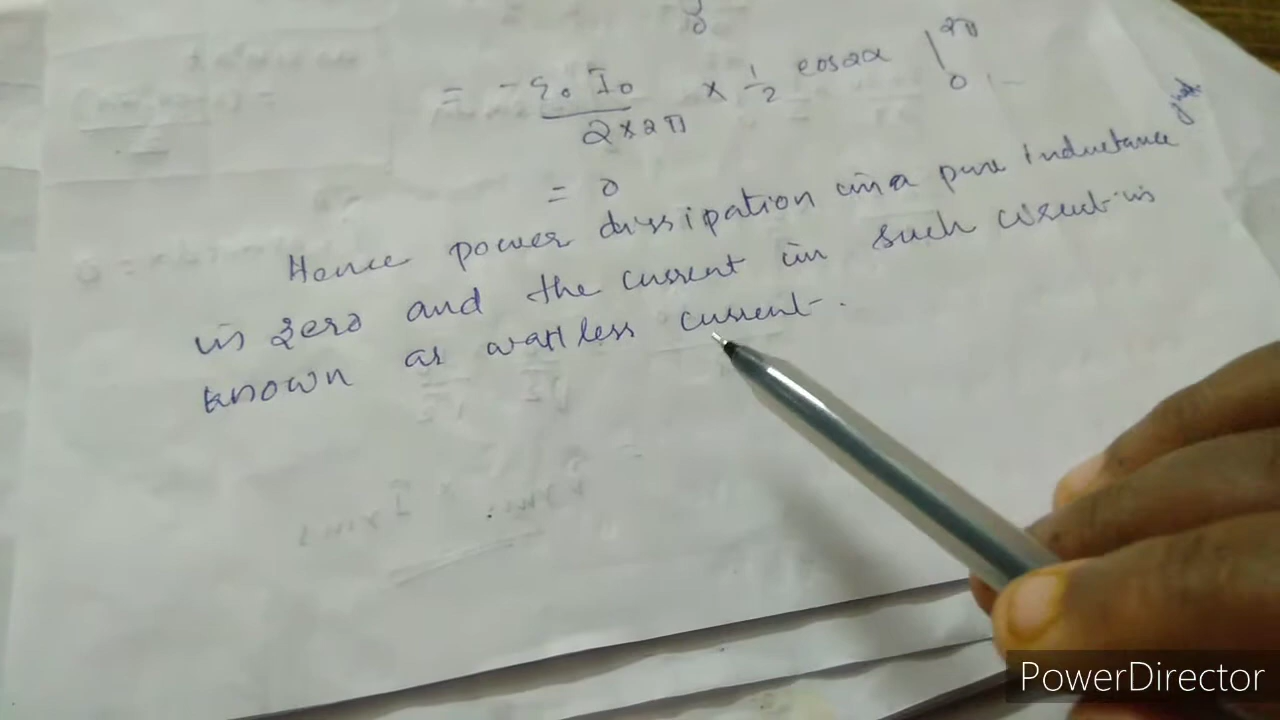 = -ε₀ I₀ / 2×2π × 1/2 cos2α |₀^2π
= 0
Hence power dissipation in a pure inductance
is zero and the current in such circuit is
known as wattless current.
PowerDirector